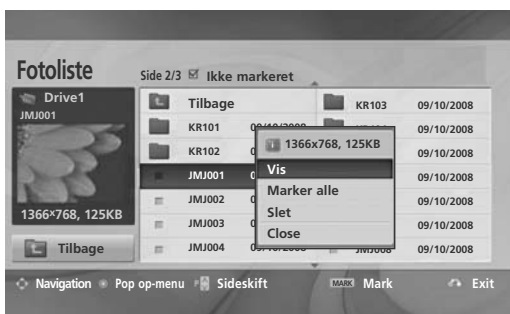 Fotoliste
Side 2/3 Ikke markeret
Drive1
JMJ001
1366x768, 125KB
Tilbage
Tilbage
KR101
KR102
JMJ001
JMJ002
JMJ003
JMJ004
KR103 09/10/2008
09/10/2008
09/10/2008
09/10/2008
09/10/2008
09/10/2008
JMJ008 09/10/2008
1366x768, 125KB
Vis
Marker alle
Slet
Close
Navigation Pop op-menu Sideskift MARK Mark Exit